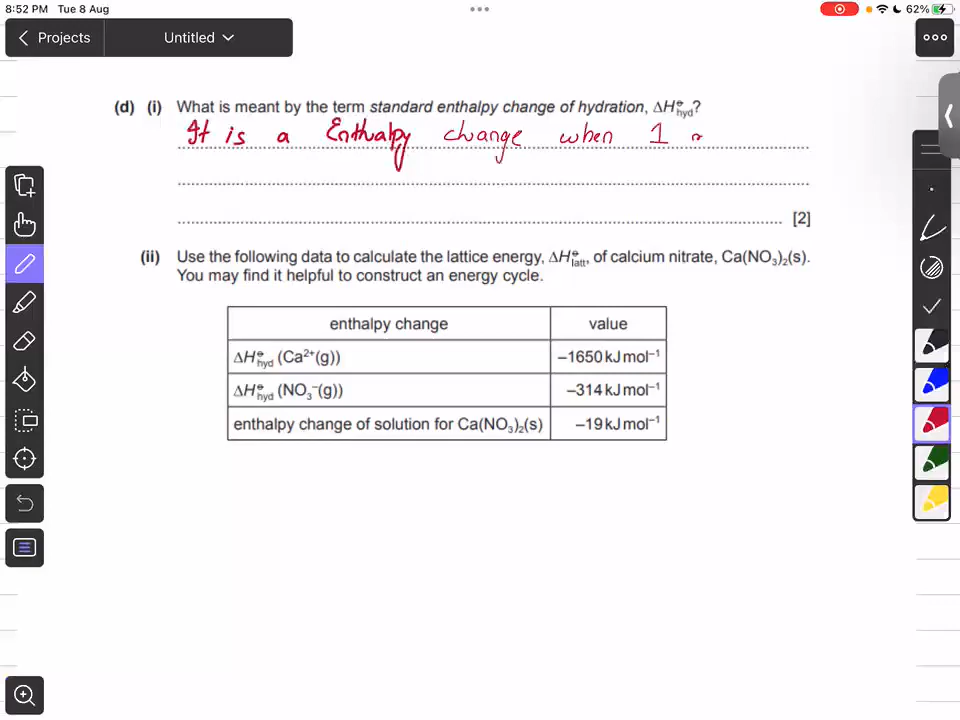 8:52 PM Tue 8 Aug
62%
Projects
Untitled
(d) (i) What is meant by the term standard enthalpy change of hydration, ΔH⦵hyd?
It is a Enthalpy change when 1
[2]
(ii) Use the following data to calculate the lattice energy, ΔH⦵latt, of calcium nitrate, Ca(NO₃)₂(s).
You may find it helpful to construct an energy cycle.
enthalpy change value
ΔH⦵hyd (Ca²⁺(g)) –1650 kJ mol⁻¹
ΔH⦵hyd (NO₃⁻(g)) –314 kJ mol⁻¹
enthalpy change of solution for Ca(NO₃)₂(s) –19 kJ mol⁻¹